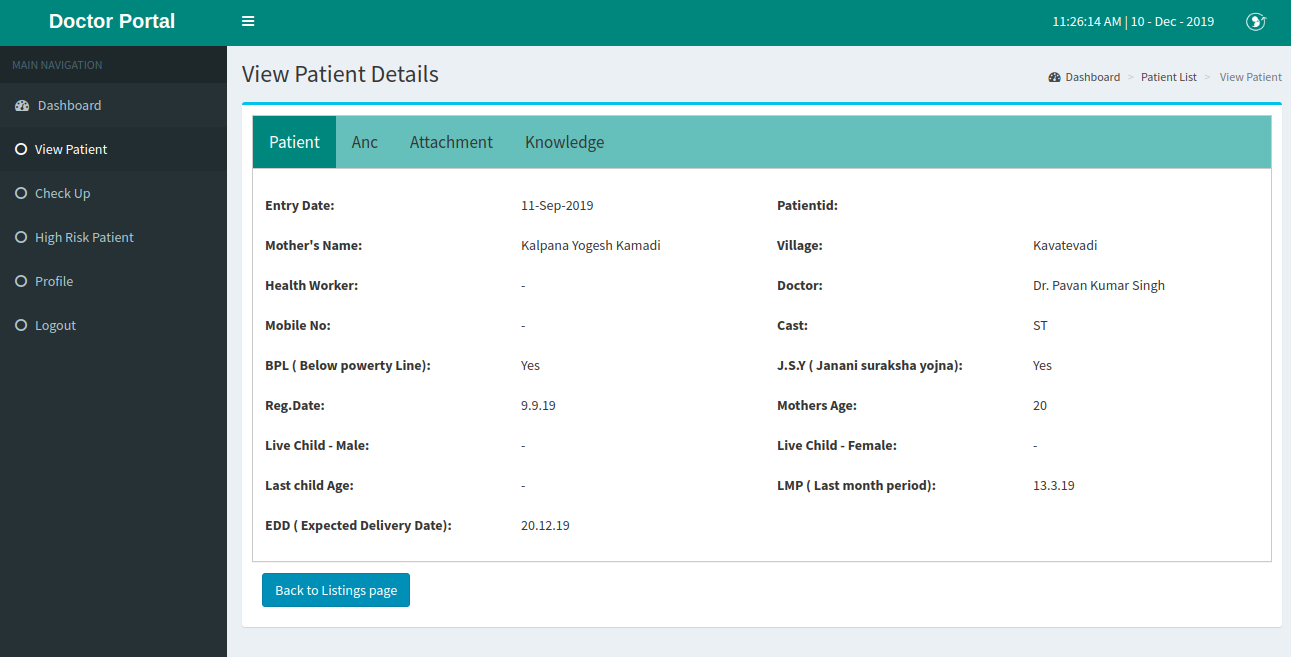 Doctor Portal
11:26:14 AM | 10 - Dec - 2019
MAIN NAVIGATION
Dashboard
View Patient
Check Up
High Risk Patient
Profile
Logout
View Patient Details
Dashboard > Patient List > View Patient
Patient Anc Attachment Knowledge
Entry Date: 11-Sep-2019 Patientid:
Mother's Name: Kalpana Yogesh Kamadi Village: Kavatevadi
Health Worker: - Doctor: Dr. Pavan Kumar Singh
Mobile No: - Cast: ST
BPL ( Below powerty Line): Yes J.S.Y ( Janani suraksha yojna): Yes
Reg.Date: 9.9.19 Mothers Age: 20
Live Child - Male: - Live Child - Female: -
Last child Age: - LMP ( Last month period): 13.3.19
EDD ( Expected Delivery Date): 20.12.19
Back to Listings page